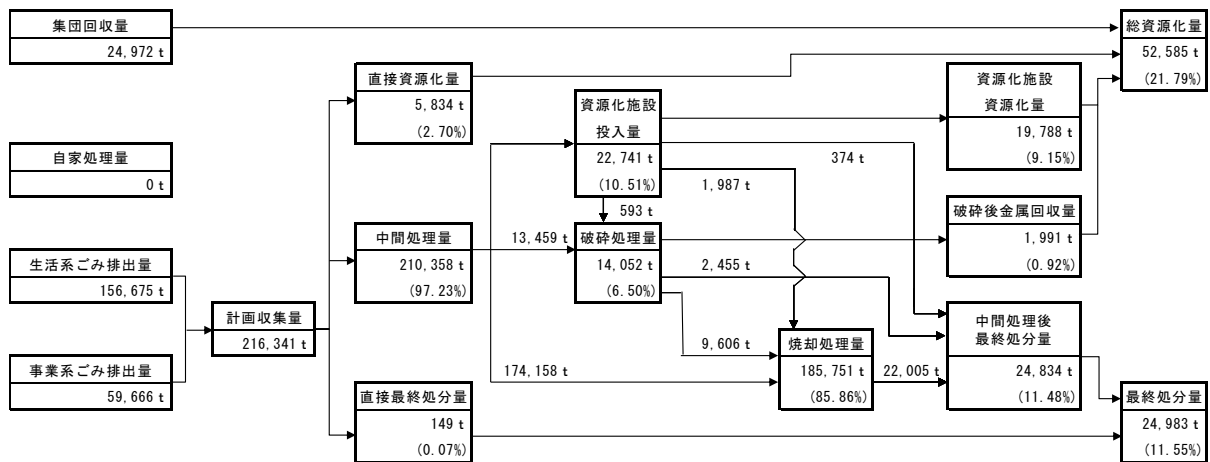 集団回収量
24,972 t
自家処理量
0 t
生活系ごみ排出量
156,675 t
事業系ごみ排出量
59,666 t
計画収集量
216,341 t
直接資源化量
5,834 t
(2.70%)
中間処理量
210,358 t
(97.23%)
直接最終処分量
149 t
(0.07%)
13,459 t
174,158 t
資源化施設
投入量
22,741 t
(10.51%)
593 t
破砕処理量
14,052 t
(6.50%)
374 t
1,987 t
2,455 t
9,606 t
焼却処理量
185,751 t
(85.86%)
22,005 t
資源化施設
資源化量
19,788 t
(9.15%)
破砕後金属回収量
1,991 t
(0.92%)
中間処理後
最終処分量
24,834 t
(11.48%)
総資源化量
52,585 t
(21.79%)
最終処分量
24,983 t
(11.55%)